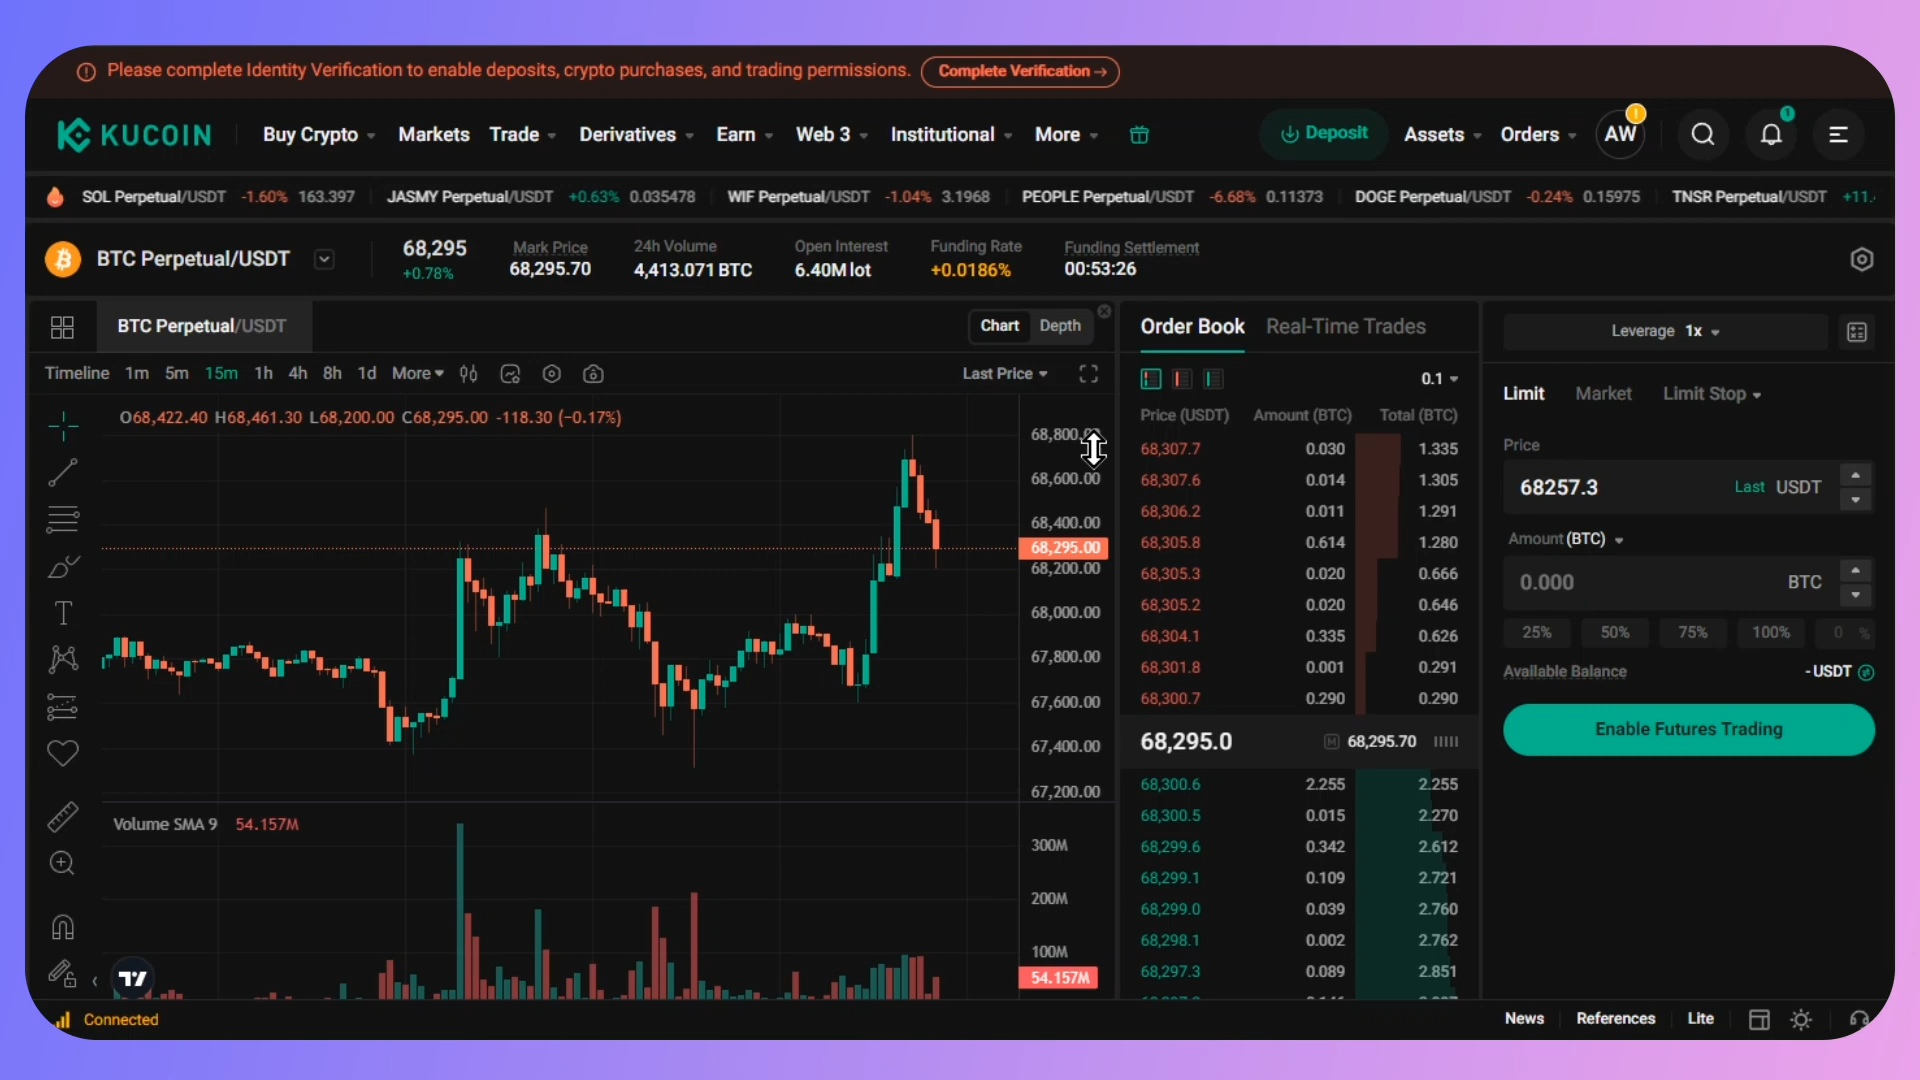 Please complete Identity Verification to enable deposits, crypto purchases, and trading permissions. Complete Verification →
KUCOIN Buy Crypto Markets Trade Derivatives Earn Web 3 Institutional More Deposit Assets Orders AW 1
SOL Perpetual/USDT -1.60% 163.397 JASMY Perpetual/USDT +0.63% 0.035478 WIF Perpetual/USDT -1.04% 3.1968 PEOPLE Perpetual/USDT -6.68% 0.11373 DOGE Perpetual/USDT -0.24% 0.15975 TNSR Perpetual/USDT +11.
BTC Perpetual/USDT
68,295
+0.78%
Mark Price
68,295.70
24h Volume
4,413.071 BTC
Open Interest
6.40M lot
Funding Rate
+0.0186%
Funding Settlement
00:53:26
BTC Perpetual/USDT
Chart Depth
Timeline 1m 5m 15m 1h 4h 8h 1d More Last Price
O68,422.40 H68,461.30 L68,200.00 C68,295.00 -118.30 (−0.17%)
68,800.00
68,600.00
68,400.00
68,295.00
68,200.00
68,000.00
67,800.00
67,600.00
67,400.00
67,200.00
Volume SMA 9 54.157M
300M
200M
100M
54.157M
Order Book Real-Time Trades
0.1
Price (USDT) Amount (BTC) Total (BTC)
68,307.7 0.030 1.335
68,307.6 0.014 1.305
68,306.2 0.011 1.291
68,305.8 0.614 1.280
68,305.3 0.020 0.666
68,305.2 0.020 0.646
68,304.1 0.335 0.626
68,301.8 0.001 0.291
68,300.7 0.290 0.290
68,295.0 M 68,295.70
68,300.6 2.255 2.255
68,300.5 0.015 2.270
68,299.6 0.342 2.612
68,299.1 0.109 2.721
68,299.0 0.039 2.760
68,298.1 0.002 2.762
68,297.3 0.089 2.851
Leverage 1x
Limit Market Limit Stop
Price
68257.3 Last USDT
Amount (BTC)
0.000 BTC
25% 50% 75% 100% 0 %
Available Balance - USDT
Enable Futures Trading
Connected
News References Lite